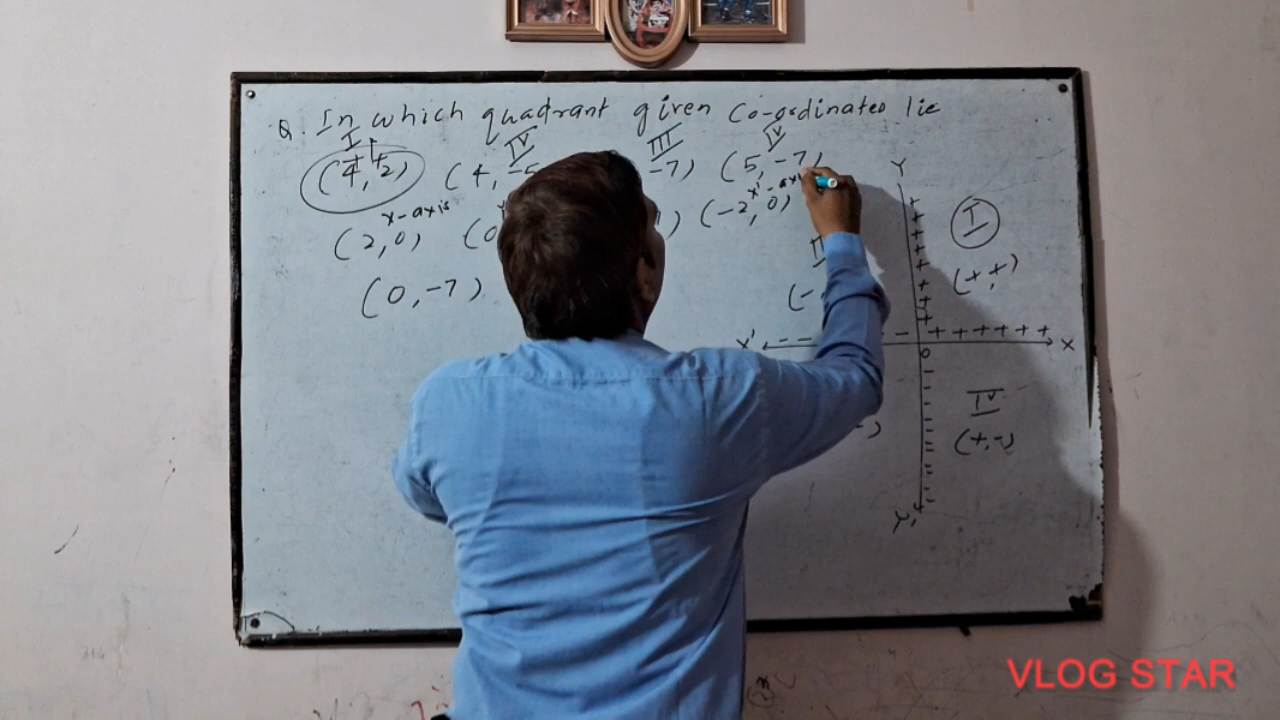 Q. In which quadrant given Co-ordinates lie
I IV III IV
(4, 2) (4, -5 -7) (5, -7)
x-axis x'-axis
(2, 0) (0 ) (-2, 0)
(0, -7)
Y
I
(+,+)
(-
+ + + + + +
X' - - - - O X
IV
(+,-)
Y'
VLOG STAR